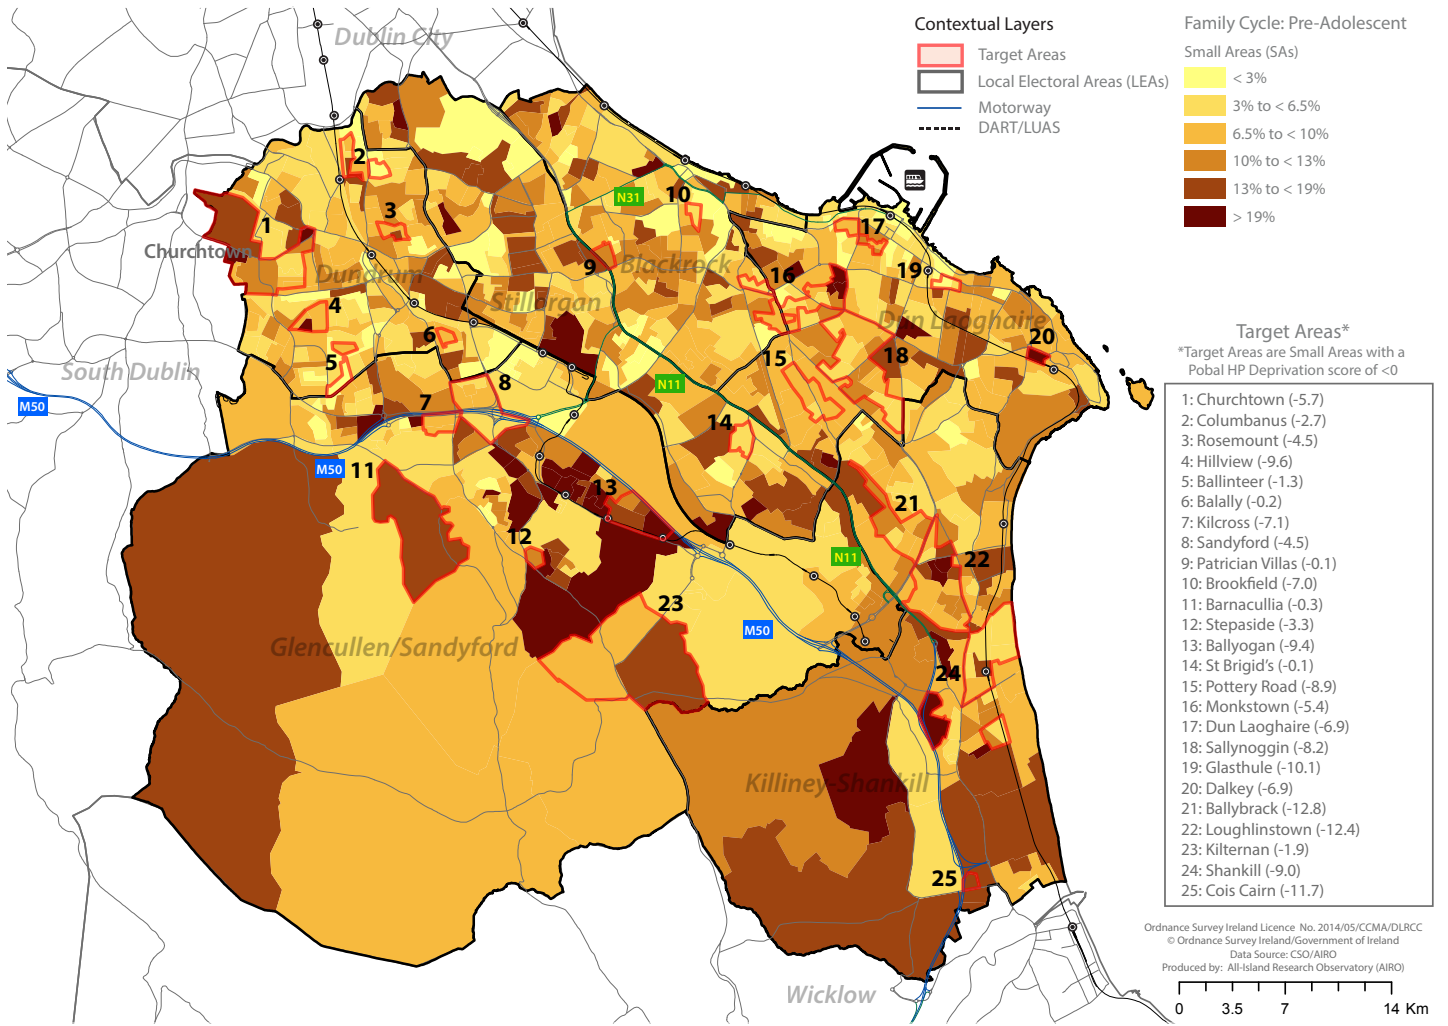 Contextual Layers
Target Areas
Local Electoral Areas (LEAs)
Motorway
DART/LUAS
Family Cycle: Pre-Adolescent
Small Areas (SAs)
< 3%
3% to < 6.5%
6.5% to < 10%
10% to < 13%
13% to < 19%
> 19%
Dublin City
2
10
N31
3
1
17
Churchtown
Dundrum
9
Blackrock
16
19
Stillorgan
4
Dún Laoghaire
6
20
5
15
18
South Dublin
8
N11
M50
7
14
M50
11
13
21
12
N11
22
23
M50
Glencullen/Sandyford
24
Killiney-Shankill
25
Wicklow
Target Areas*
*Target Areas are Small Areas with a
Pobal HP Deprivation score of <0
1: Churchtown (-5.7)
2: Columbanus (-2.7)
3: Rosemount (-4.5)
4: Hillview (-9.6)
5: Ballinteer (-1.3)
6: Balally (-0.2)
7: Kilcross (-7.1)
8: Sandyford (-4.5)
9: Patrician Villas (-0.1)
10: Brookfield (-7.0)
11: Barnacullia (-0.3)
12: Stepaside (-3.3)
13: Ballyogan (-9.4)
14: St Brigid's (-0.1)
15: Pottery Road (-8.9)
16: Monkstown (-5.4)
17: Dun Laoghaire (-6.9)
18: Sallynoggin (-8.2)
19: Glasthule (-10.1)
20: Dalkey (-6.9)
21: Ballybrack (-12.8)
22: Loughlinstown (-12.4)
23: Kilternan (-1.9)
24: Shankill (-9.0)
25: Cois Cairn (-11.7)
Ordnance Survey Ireland Licence No. 2014/05/CCMA/DLRCC
© Ordnance Survey Ireland/Government of Ireland
Data Source: CSO/AIRO
Produced by: All-Island Research Observatory (AIRO)
0 3.5 7 14 Km